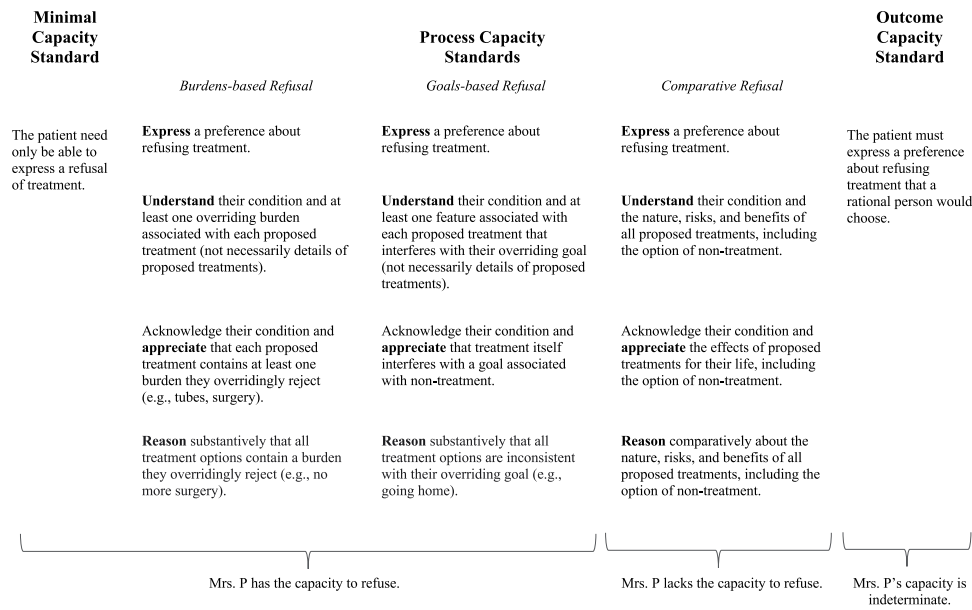 Minimal
Capacity
Standard
Process Capacity
Standards
Outcome
Capacity
Standard
Burdens-based Refusal
Goals-based Refusal
Comparative Refusal
The patient need
only be able to
express a refusal
of treatment.
Express a preference about
refusing treatment.
Understand their condition and at
least one overriding burden
associated with each proposed
treatment (not necessarily details of
proposed treatments).
Acknowledge their condition and
appreciate that each proposed
treatment contains at least one
burden they overridingly reject
(e.g., tubes, surgery).
Reason substantively that all
treatment options contain a burden
they overridingly reject (e.g., no
more surgery).
Express a preference about
refusing treatment.
Understand their condition and at
least one feature associated with
each proposed treatment that
interferes with their overriding goal
(not necessarily details of proposed
treatments).
Acknowledge their condition and
appreciate that treatment itself
interferes with a goal associated
with non-treatment.
Reason substantively that all
treatment options are inconsistent
with their overriding goal (e.g.,
going home).
Express a preference about
refusing treatment.
Understand their condition and
the nature, risks, and benefits of
all proposed treatments, including
the option of non-treatment.
Acknowledge their condition and
appreciate the effects of proposed
treatments for their life, including
the option of non-treatment.
Reason comparatively about the
nature, risks, and benefits of all
proposed treatments, including the
option of non-treatment.
The patient must
express a preference
about refusing
treatment that a
rational person would
choose.
Mrs. P has the capacity to refuse.
Mrs. P lacks the capacity to refuse.
Mrs. P's capacity is
indeterminate.